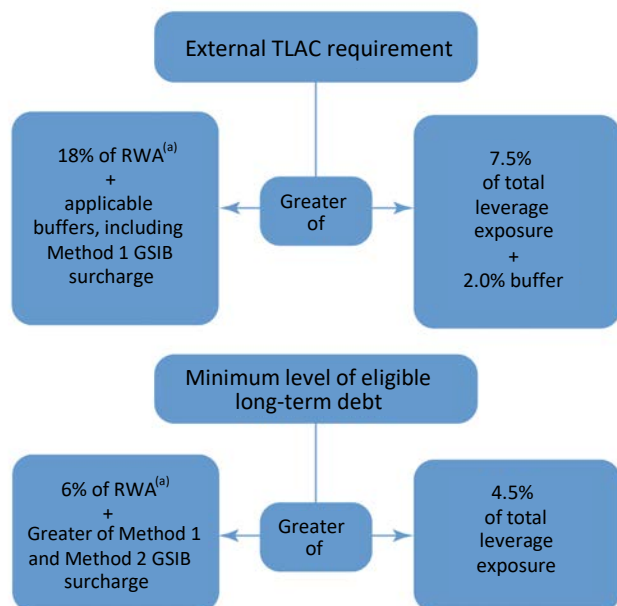 External TLAC requirement
18% of RWA(a)
+
applicable
buffers, including
Method 1 GSIB
surcharge
Greater
of
7.5%
of total
leverage
exposure
+
2.0% buffer
Minimum level of eligible
long-term debt
6% of RWA(a)
+
Greater of Method 1
and Method 2 GSIB
surcharge
Greater
of
4.5%
of total
leverage
exposure